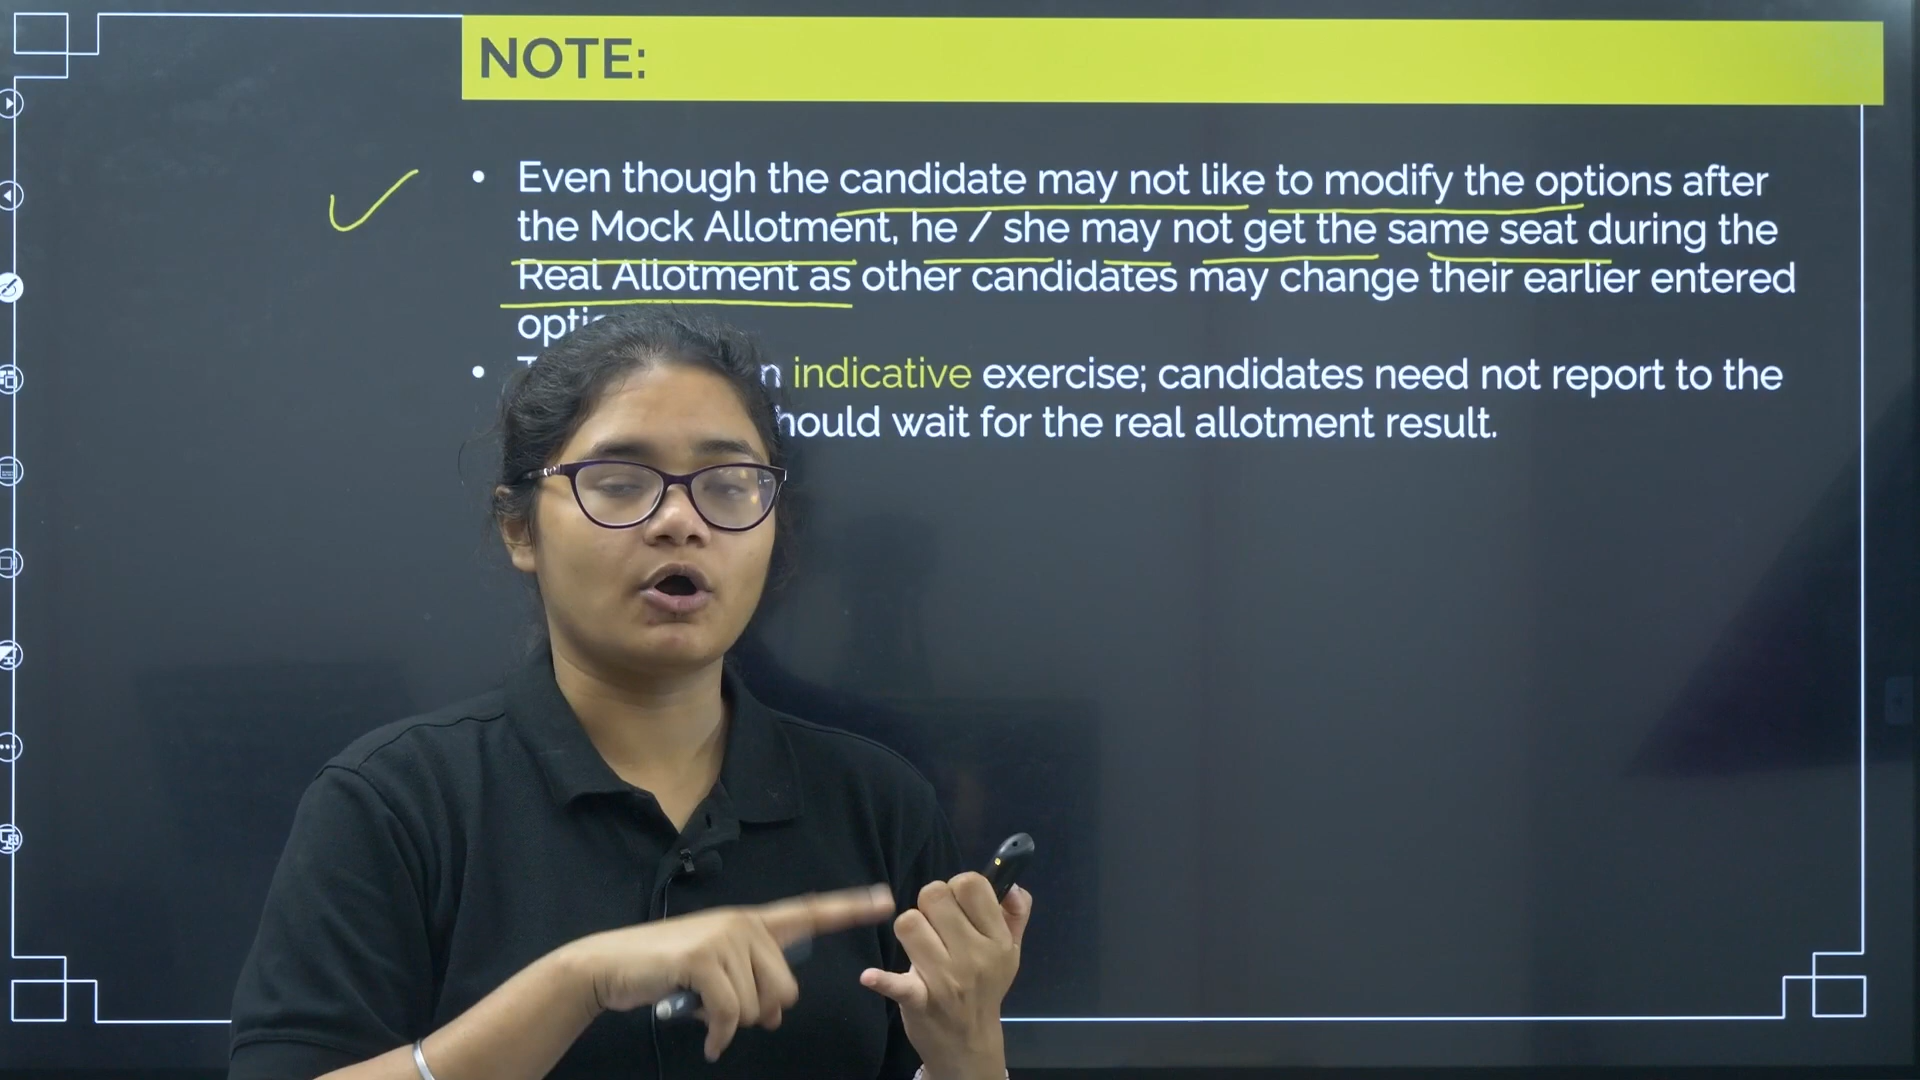 NOTE:
• Even though the candidate may not like to modify the options after
the Mock Allotment, he / she may not get the same seat during the
Real Allotment as other candidates may change their earlier entered
• indicative exercise; candidates need not report to the
should wait for the real allotment result.